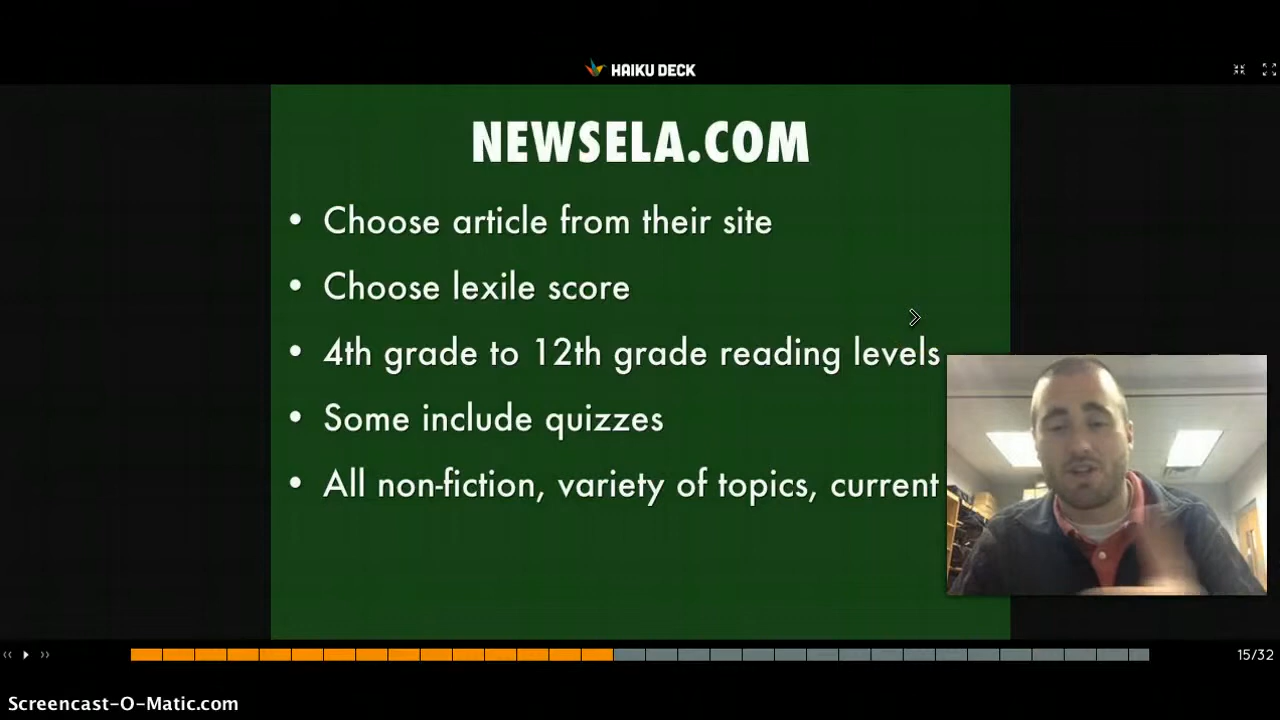 HAIKU DECK
NEWSELA.COM
• Choose article from their site
• Choose lexile score
• 4th grade to 12th grade reading levels
• Some include quizzes
• All non-fiction, variety of topics, current
15/32
Screencast-O-Matic.com